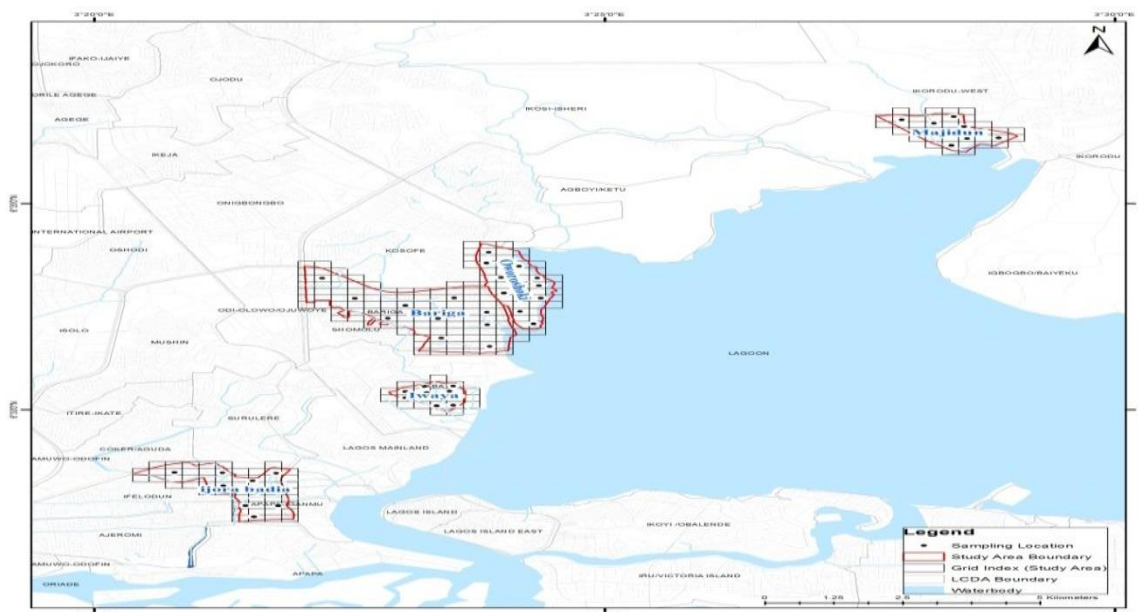 3°20'0"E 3°25'0"E 3°30'0"E
N
IFAKO-IJAIYE
OJOKORO
OJODU
ORILE AGEGE
IKORODU-WEST
IKOSI-ISHERI
AGEGE
Majidun
IKEJA
IKORODU
AGBOYI/KETU
ONIGBONGBO
INTERNATIONAL AIRPORT
OSHODI
KOSOFE
Oworoshoki
IGBOGBO/BAIYEKU
ODI-OLOWO/OJUWOYE
BARIGA
Bariga
SHOMOLU
ISOLO
MUSHIN
LAGOON
Iwaya
ITIRE-IKATE
SURULERE
COKER/AGUDA
LAGOS MAINLAND
AMUWO-ODOFIN
ijora badia
IFELODUN
LAGOS ISLAND
IKOYI /OBALENDE
LAGOS ISLAND EAST
AJEROMI
AMUWO-ODOFIN
APAPA
IRU/VICTORIA ISLAND
ORIADE
Legend
Sampling Location
Study Area Boundary
Grid Index (Study Area)
LCDA Boundary
Waterbody
0 1.25 2.5 5 Kilometers